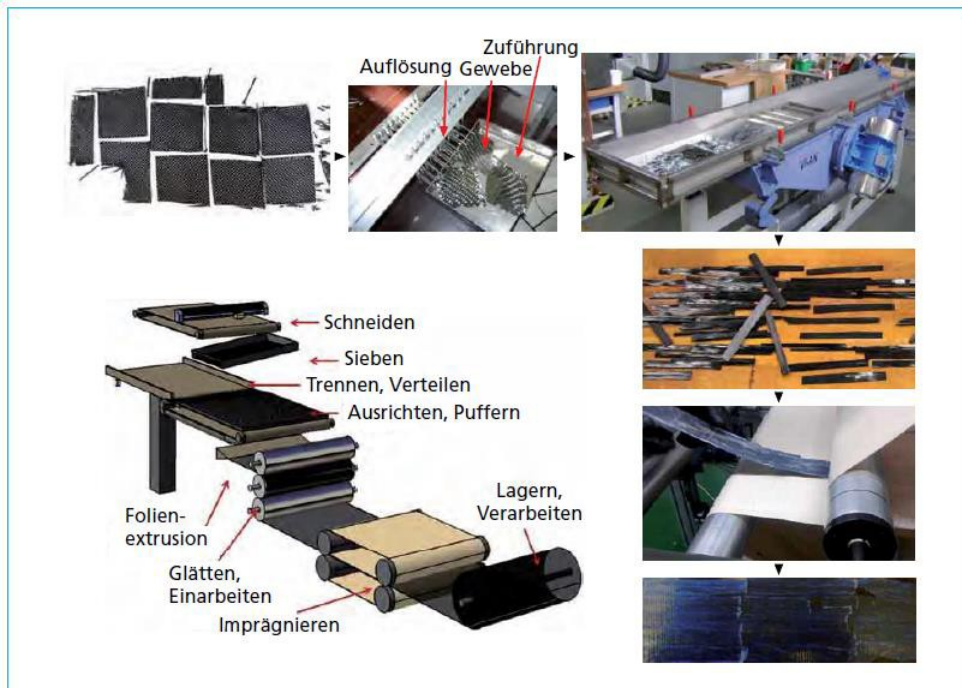 Zuführung
Auflösung Gewebe
Schneiden
Sieben
Trennen, Verteilen
Ausrichten, Puffern
Folien-
extrusion
Glätten,
Einarbeiten
Imprägnieren
Lagern,
Verarbeiten